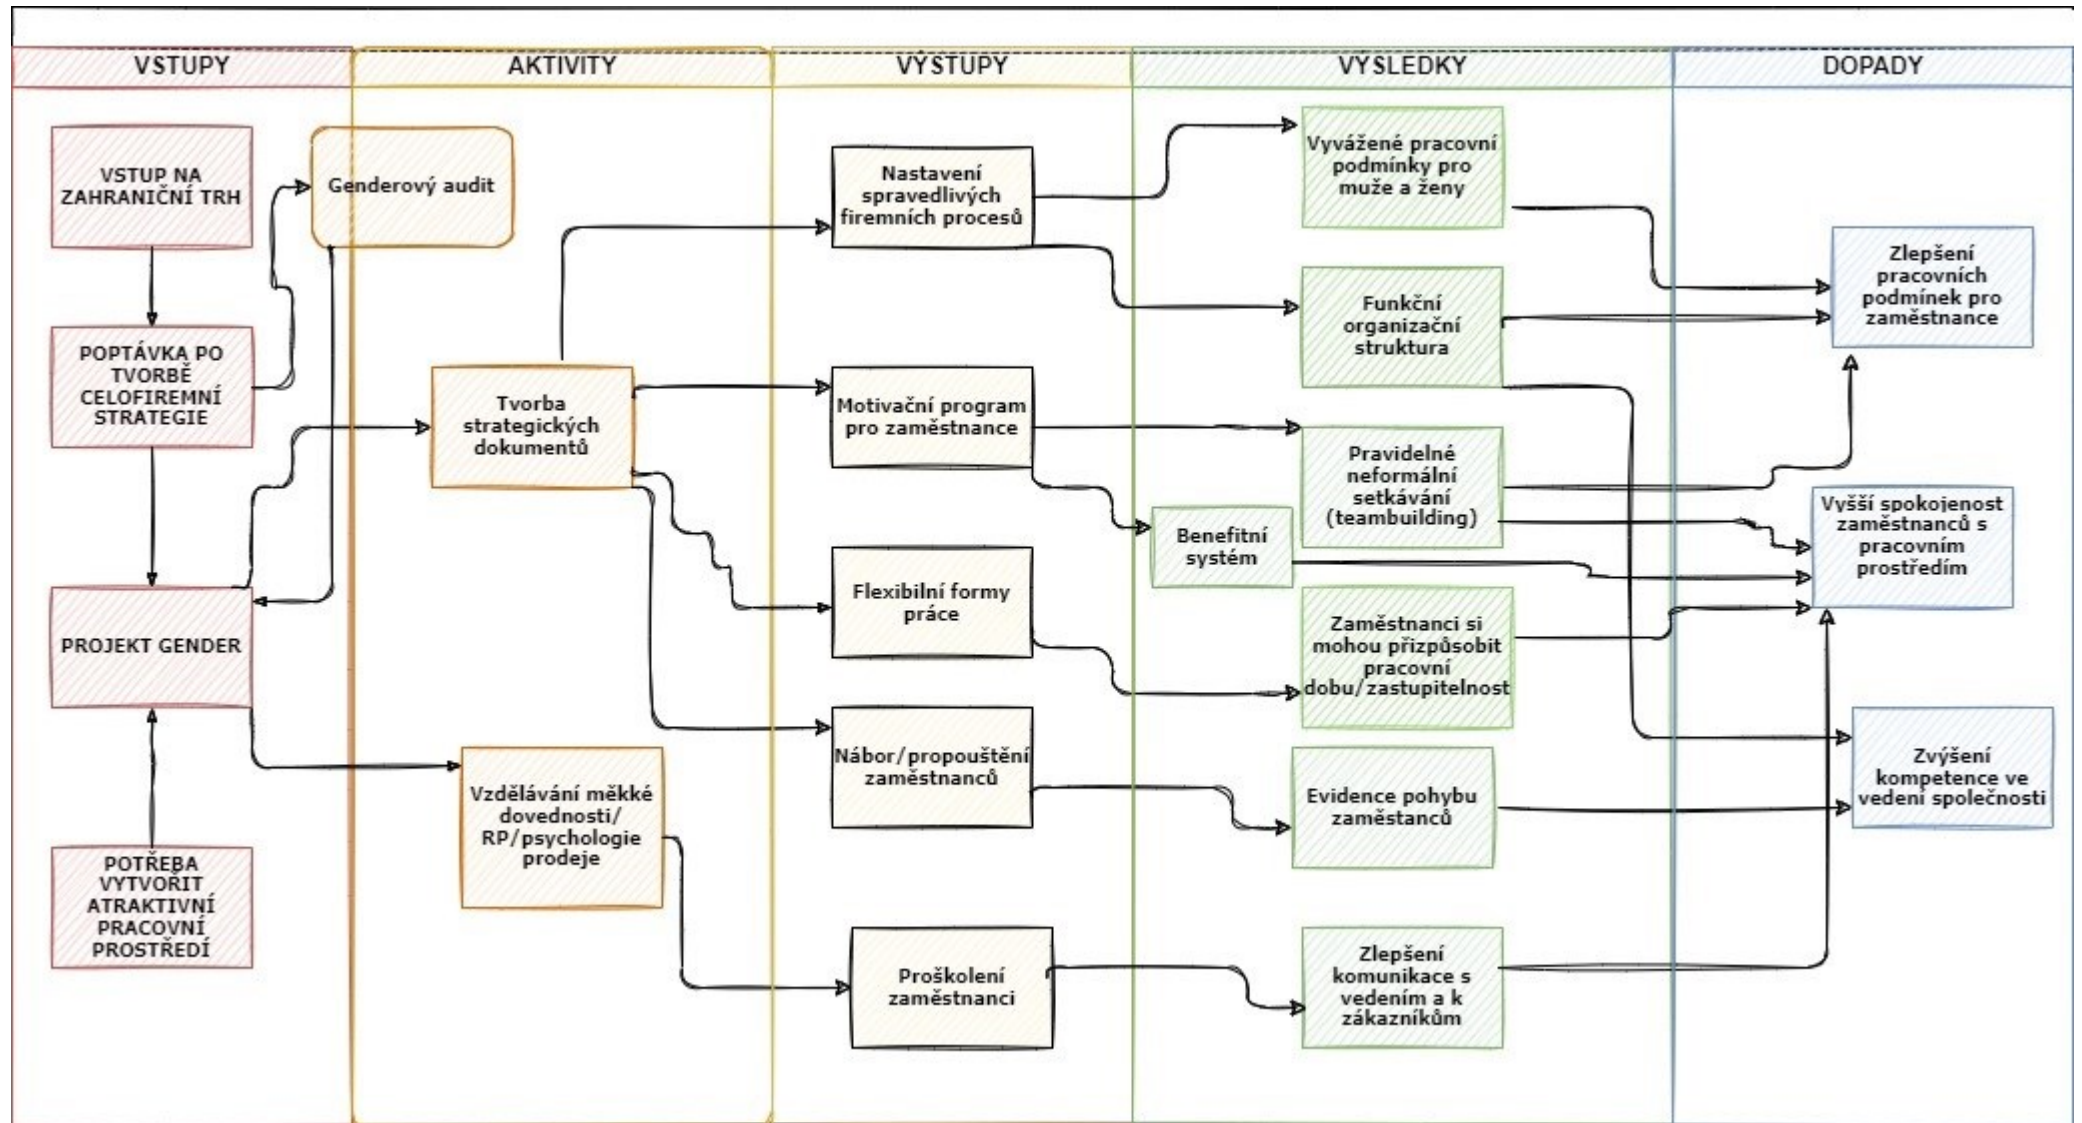 VSTUPY
AKTIVITY
VÝSTUPY
VÝSLEDKY
DOPADY
VSTUP NA
ZAHRANIČNÍ TRH
POPTÁVKA PO
TVORBĚ
CELOFIREMNÍ
STRATEGIE
PROJEKT GENDER
POTŘEBA
VYTVOŘIT
ATRAKTIVNÍ
PRACOVNÍ
PROSTŘEDÍ
Genderový audit
Tvorba
strategických
dokumentů
Vzdělávání měkké
dovednosti/
RP/psychologie
prodeje
Nastavení
spravedlivých
firemních procesů
Motivační program
pro zaměstnance
Flexibilní formy
práce
Nábor/propouštění
zaměstnanců
Proškolení
zaměstnanci
Vyvážené pracovní
podmínky pro
muže a ženy
Funkční
organizační
struktura
Pravidelné
neformální
setkávání
(teambuilding)
Benefitní
systém
Zaměstnanci si
mohou přizpůsobit
pracovní
dobu/zastupitelnost
Evidence pohybu
zaměstanců
Zlepšení
komunikace s
vedením a k
zákazníkům
Zlepšení
pracovních
podmínek pro
zaměstnance
Vyšší spokojenost
zaměstnanců s
pracovním
prostředím
Zvýšení
kompetence ve
vedení společnosti